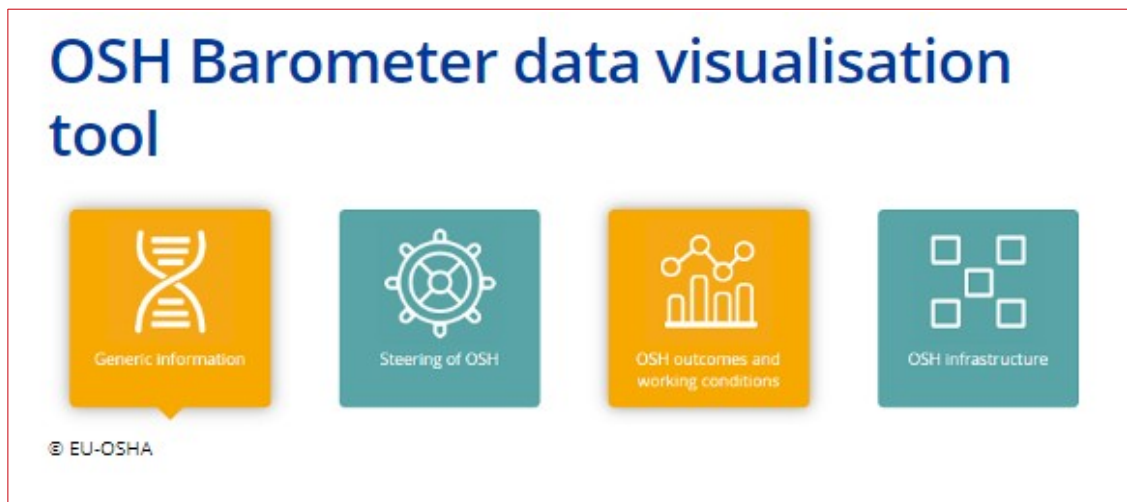 OSH Barometer data visualisation
tool
Generic information
Steering of OSH
OSH outcomes and
working conditions
OSH infrastructure
© EU-OSHA